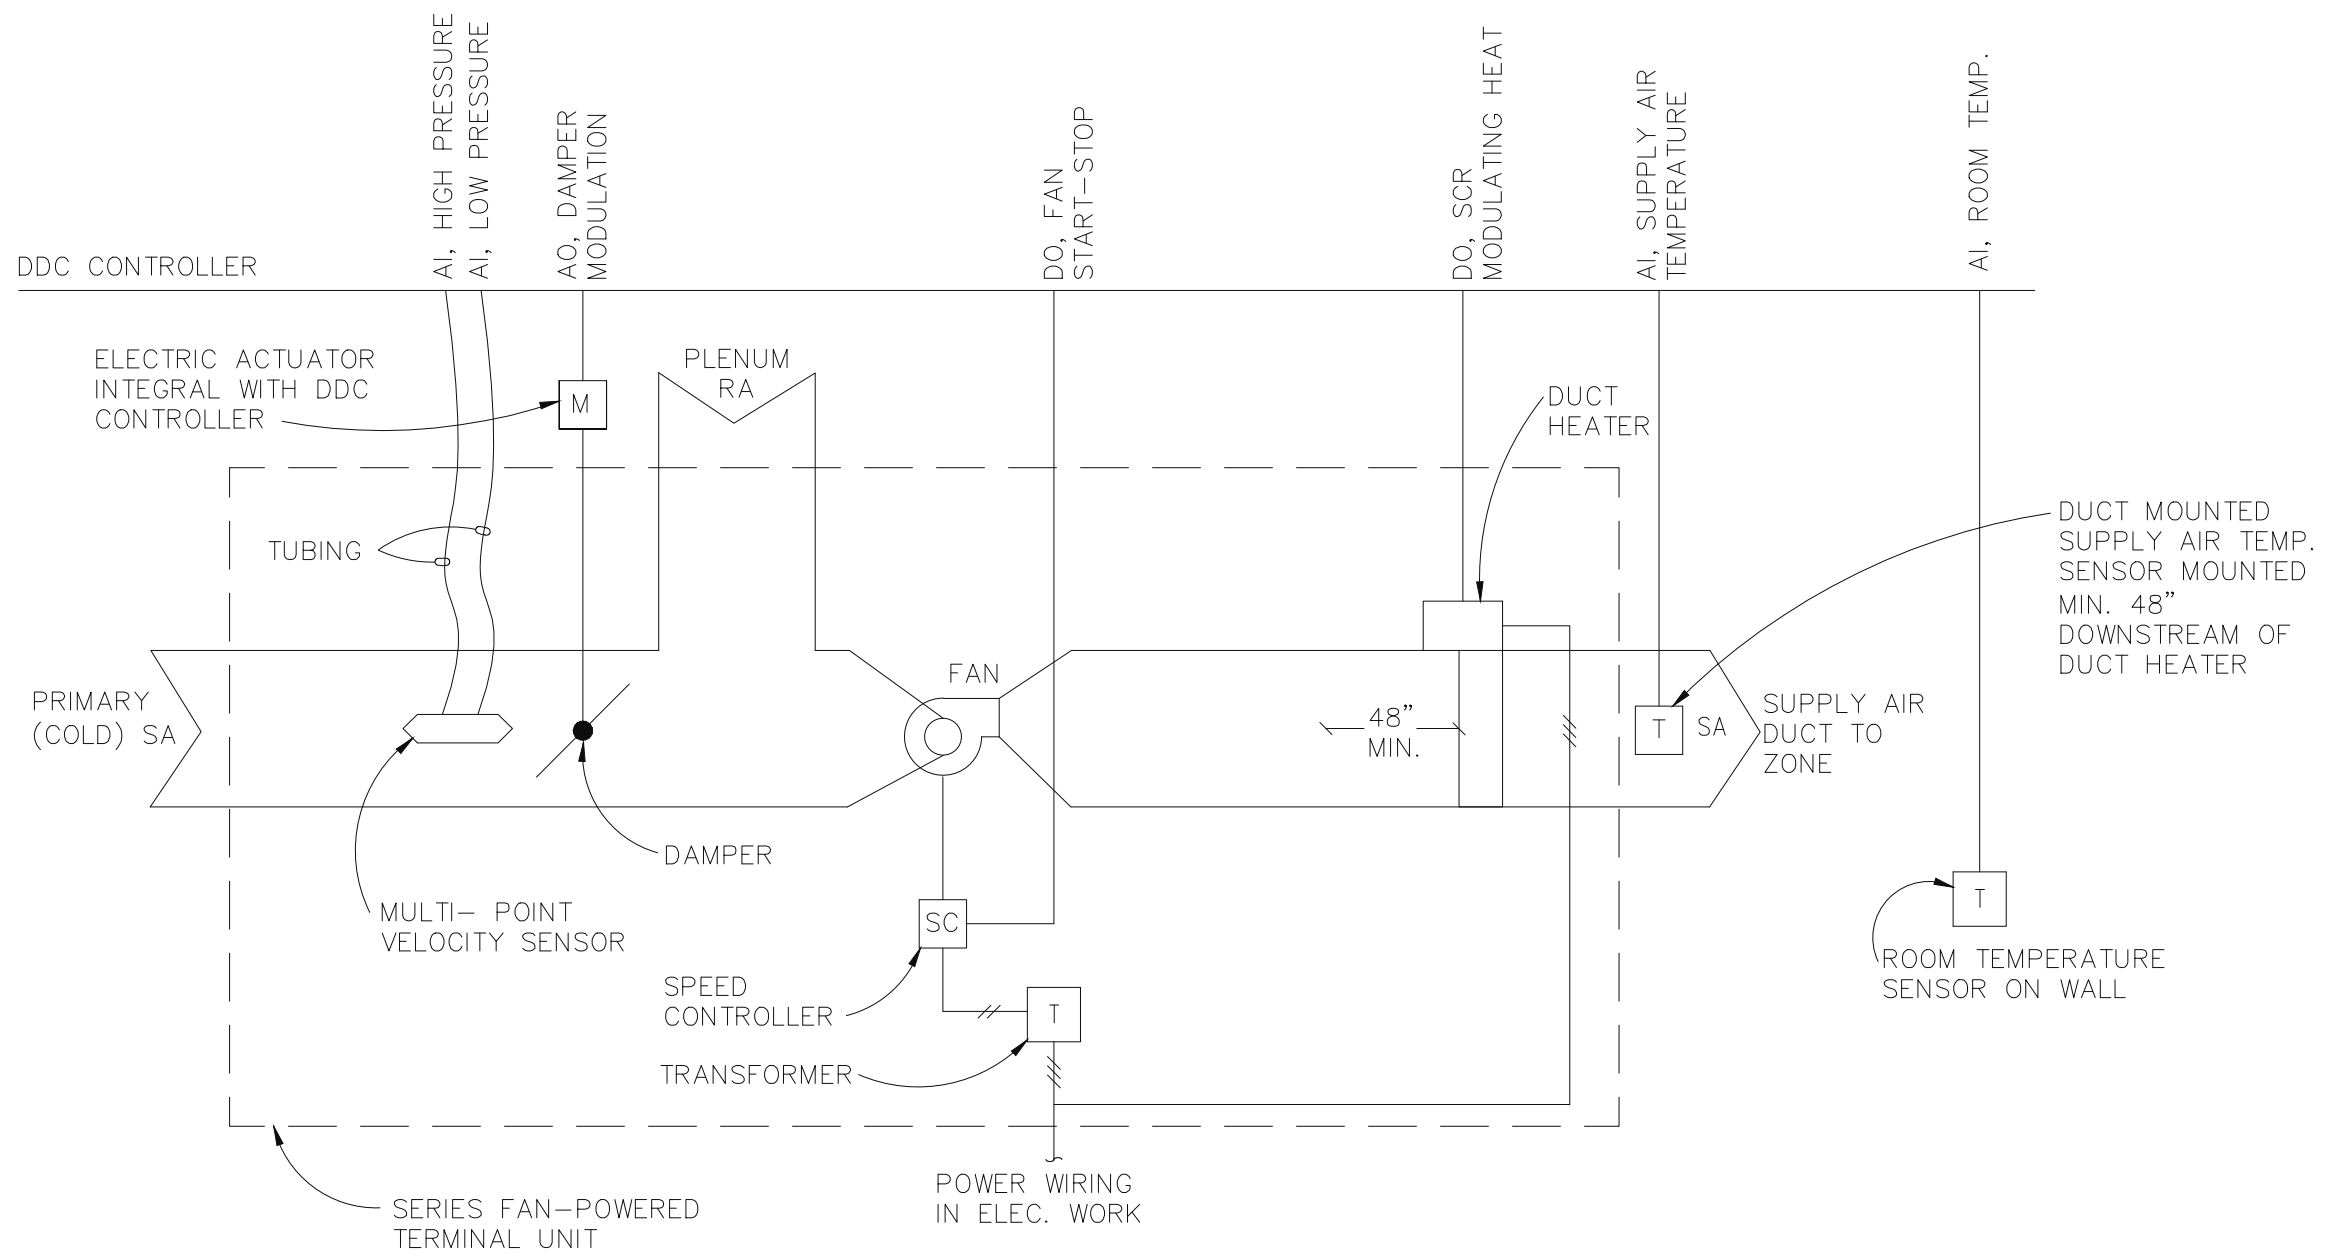 AI, HIGH PRESSURE
AI, LOW PRESSURE
AO, DAMPER
MODULATION
DO, FAN
START-STOP
DO, SCR
MODULATING HEAT
AI, SUPPLY AIR
TEMPERATURE
AI, ROOM TEMP.
DDC CONTROLLER
ELECTRIC ACTUATOR
INTEGRAL WITH DDC
CONTROLLER
M
PLENUM
RA
DUCT
HEATER
TUBING
DUCT MOUNTED
SUPPLY AIR TEMP.
SENSOR MOUNTED
MIN. 48"
DOWNSTREAM OF
DUCT HEATER
PRIMARY
(COLD) SA
FAN
48"
MIN.
T
SA
SUPPLY AIR
DUCT TO
ZONE
DAMPER
MULTI- POINT
VELOCITY SENSOR
SC
T
ROOM TEMPERATURE
SENSOR ON WALL
SPEED
CONTROLLER
T
TRANSFORMER
POWER WIRING
IN ELEC. WORK
SERIES FAN-POWERED
TERMINAL UNIT